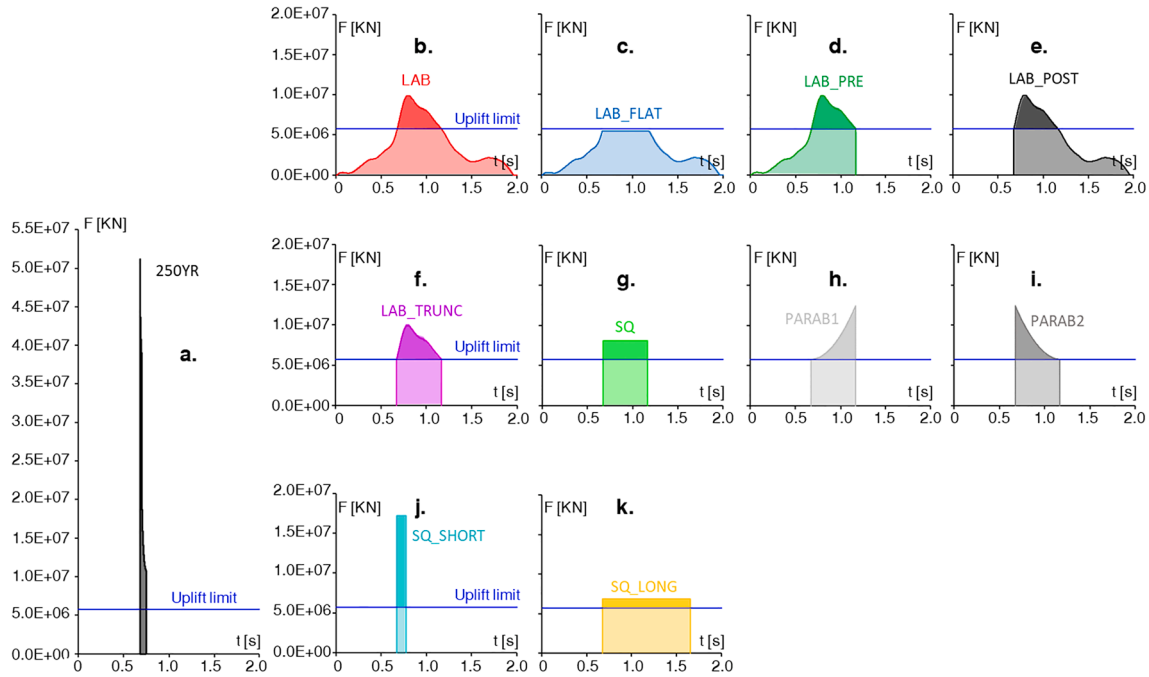 2.0E+07
1.5E+07
1.0E+07
5.0E+06
0.0E+00
F [KN]
b.
LAB
Uplift limit
t [s]
0 0.5 1.0 1.5 2.0
F [KN]
c.
LAB_FLAT
t [s]
0 0.5 1.0 1.5 2.0
F [KN]
d.
LAB_PRE
t [s]
0 0.5 1.0 1.5 2.0
F [KN]
e.
LAB_POST
t [s]
0 0.5 1.0 1.5 2.0
5.5E+07
5.0E+07
4.5E+07
4.0E+07
3.5E+07
3.0E+07
2.5E+07
2.0E+07
1.5E+07
1.0E+07
5.0E+06
0.0E+00
F [KN]
250YR
a.
Uplift limit
t [s]
0 0.5 1.0 1.5 2.0
2.0E+07
1.5E+07
1.0E+07
5.0E+06
0.0E+00
F [KN]
f.
LAB_TRUNC
Uplift limit
t [s]
0 0.5 1.0 1.5 2.0
F [KN]
g.
SQ
t [s]
0 0.5 1.0 1.5 2.0
F [KN]
h.
PARAB1
t [s]
0 0.5 1.0 1.5 2.0
F [KN]
i.
PARAB2
t [s]
0 0.5 1.0 1.5 2.0
2.0E+07
1.5E+07
1.0E+07
5.0E+06
0.0E+00
F [KN]
j.
SQ_SHORT
Uplift limit
t [s]
0 0.5 1.0 1.5 2.0
F [KN]
k.
SQ_LONG
t [s]
0 0.5 1.0 1.5 2.0